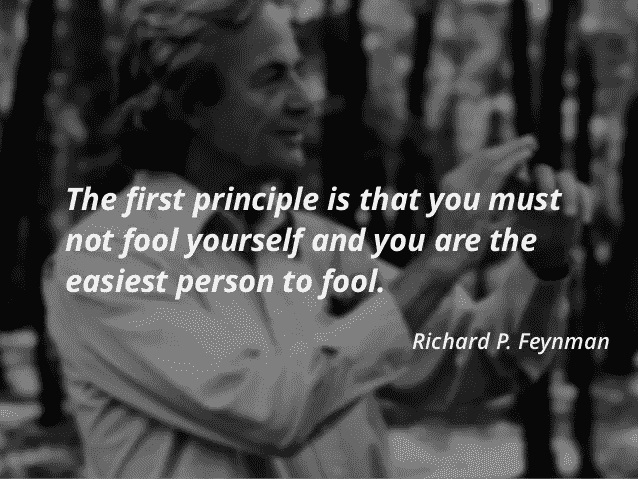 The first principle is that you must
not fool yourself and you are the
easiest person to fool.
Richard P. Feynman